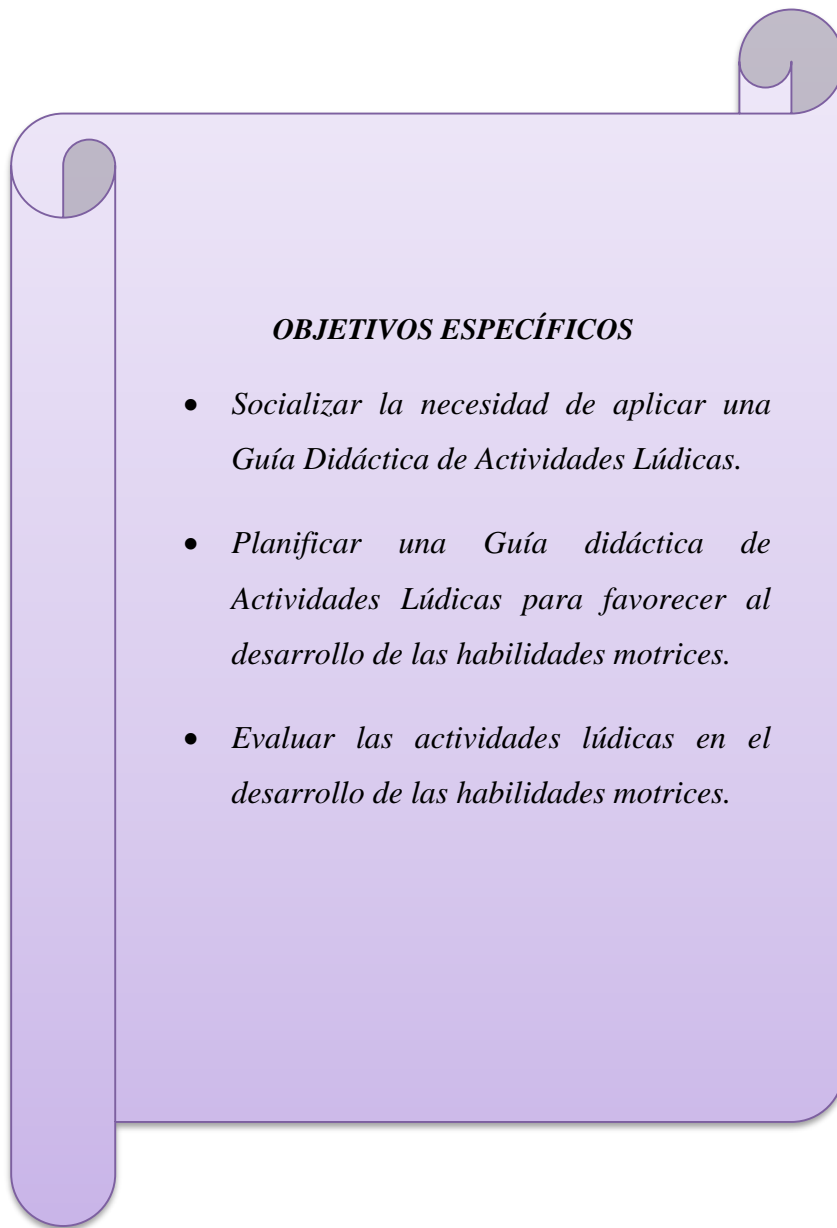 OBJETIVOS ESPECÍFICOS
• Socializar la necesidad de aplicar una
Guía Didáctica de Actividades Lúdicas.
• Planificar una Guía didáctica de
Actividades Lúdicas para favorecer al
desarrollo de las habilidades motrices.
• Evaluar las actividades lúdicas en el
desarrollo de las habilidades motrices.